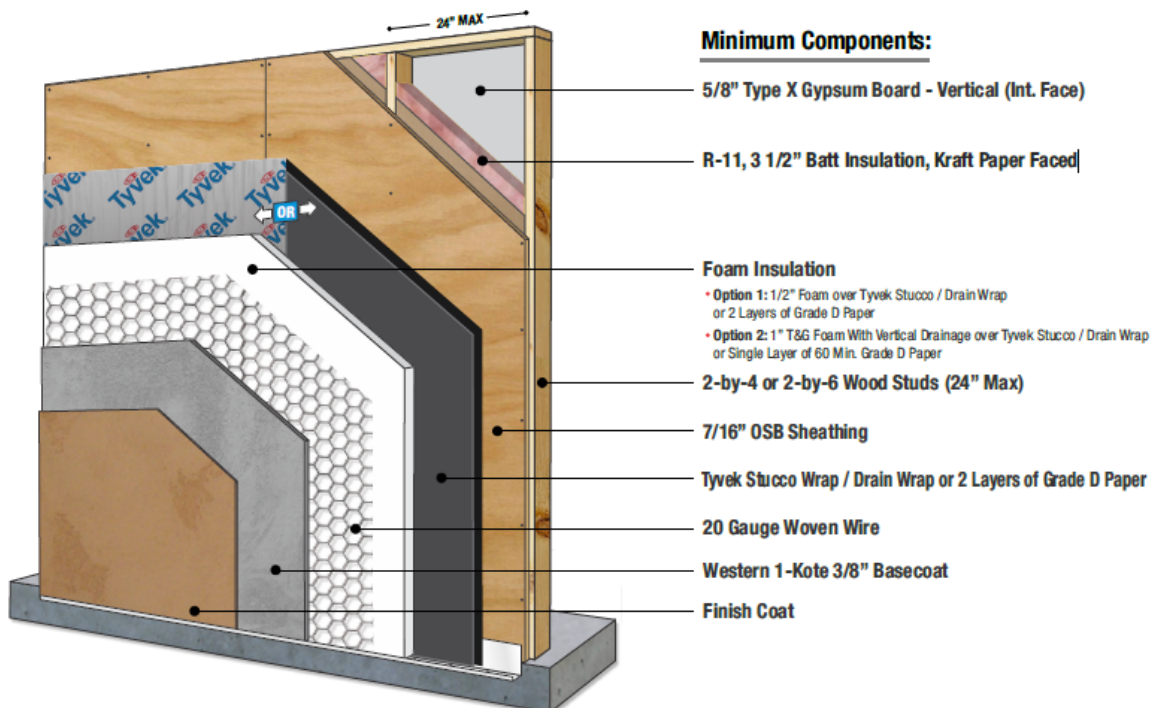 24” MAX
Minimum Components:
5/8” Type X Gypsum Board - Vertical (Int. Face)
R-11, 3 1/2” Batt Insulation, Kraft Paper Faced
Tyvek Tyvek Tyvek
OR
Tyvek Tyvek
Foam Insulation
• Option 1: 1/2” Foam over Tyvek Stucco / Drain Wrap
or 2 Layers of Grade D Paper
• Option 2: 1” T&G Foam With Vertical Drainage over Tyvek Stucco / Drain Wrap
or Single Layer of 60 Min. Grade D Paper
2-by-4 or 2-by-6 Wood Studs (24” Max)
7/16” OSB Sheathing
Tyvek Stucco Wrap / Drain Wrap or 2 Layers of Grade D Paper
20 Gauge Woven Wire
Western 1-Kote 3/8” Basecoat
Finish Coat